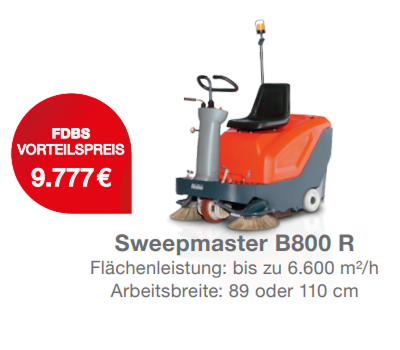 FDBS
VORTEILSPREIS
9.777 €
Sweepmaster B800 R
Flächenleistung: bis zu 6.600 m²/h
Arbeitsbreite: 89 oder 110 cm